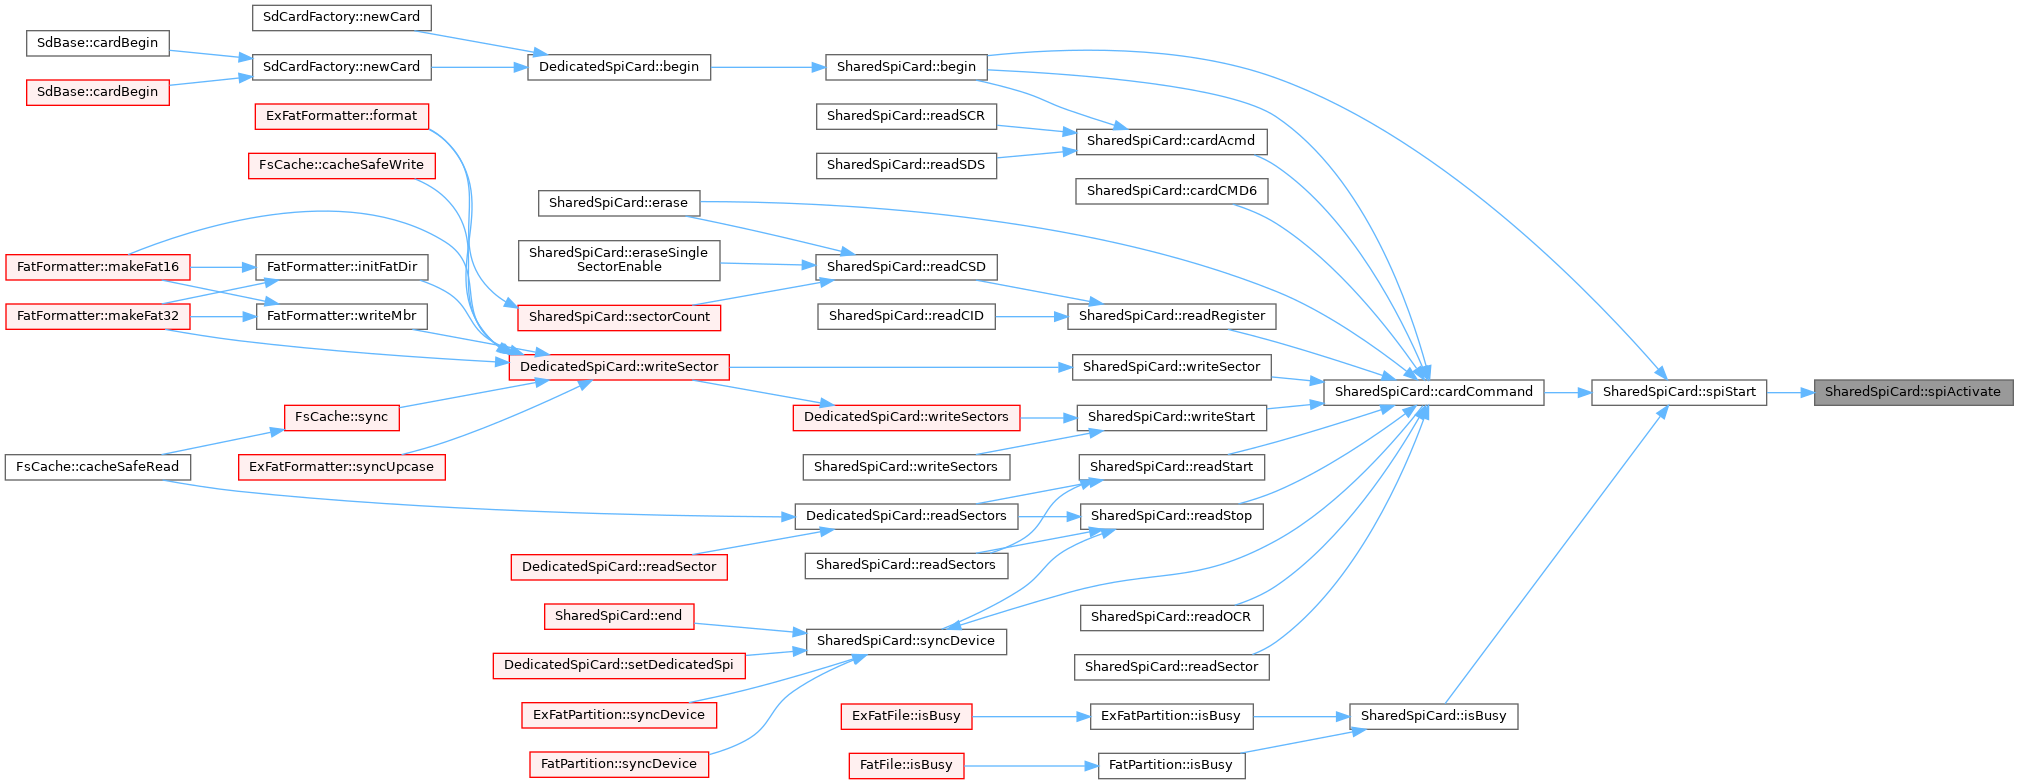 SdCardFactory::newCard
SdBase::cardBegin
SdCardFactory::newCard
DedicatedSpiCard::begin
SharedSpiCard::begin
SdBase::cardBegin
ExFatFormatter::format
SharedSpiCard::readSCR
SharedSpiCard::cardAcmd
FsCache::cacheSafeWrite
SharedSpiCard::readSDS
SharedSpiCard::cardCMD6
SharedSpiCard::erase
SharedSpiCard::eraseSingle
SectorEnable
FatFormatter::makeFat16
FatFormatter::initFatDir
SharedSpiCard::readCSD
FatFormatter::makeFat32
FatFormatter::writeMbr
SharedSpiCard::sectorCount
SharedSpiCard::readCID
SharedSpiCard::readRegister
DedicatedSpiCard::writeSector
SharedSpiCard::writeSector
SharedSpiCard::cardCommand
SharedSpiCard::spiStart
SharedSpiCard::spiActivate
FsCache::sync
DedicatedSpiCard::writeSectors
SharedSpiCard::writeStart
FsCache::cacheSafeRead
ExFatFormatter::syncUpcase
SharedSpiCard::writeSectors
SharedSpiCard::readStart
DedicatedSpiCard::readSectors
SharedSpiCard::readStop
DedicatedSpiCard::readSector
SharedSpiCard::readSectors
SharedSpiCard::end
SharedSpiCard::readOCR
SharedSpiCard::syncDevice
DedicatedSpiCard::setDedicatedSpi
SharedSpiCard::readSector
ExFatPartition::syncDevice
ExFatFile::isBusy
ExFatPartition::isBusy
SharedSpiCard::isBusy
FatPartition::syncDevice
FatFile::isBusy
FatPartition::isBusy